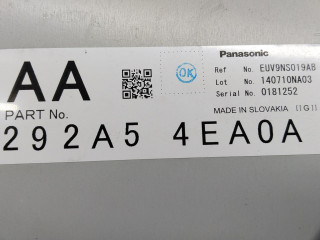 AA
PART No.
292A5 4EA0A
OK
Panasonic
Ref No. EUV9NS019AB
Lot No. 140710NA03
Serial No. 0181252
MADE IN SLOVAKIA (IGI)